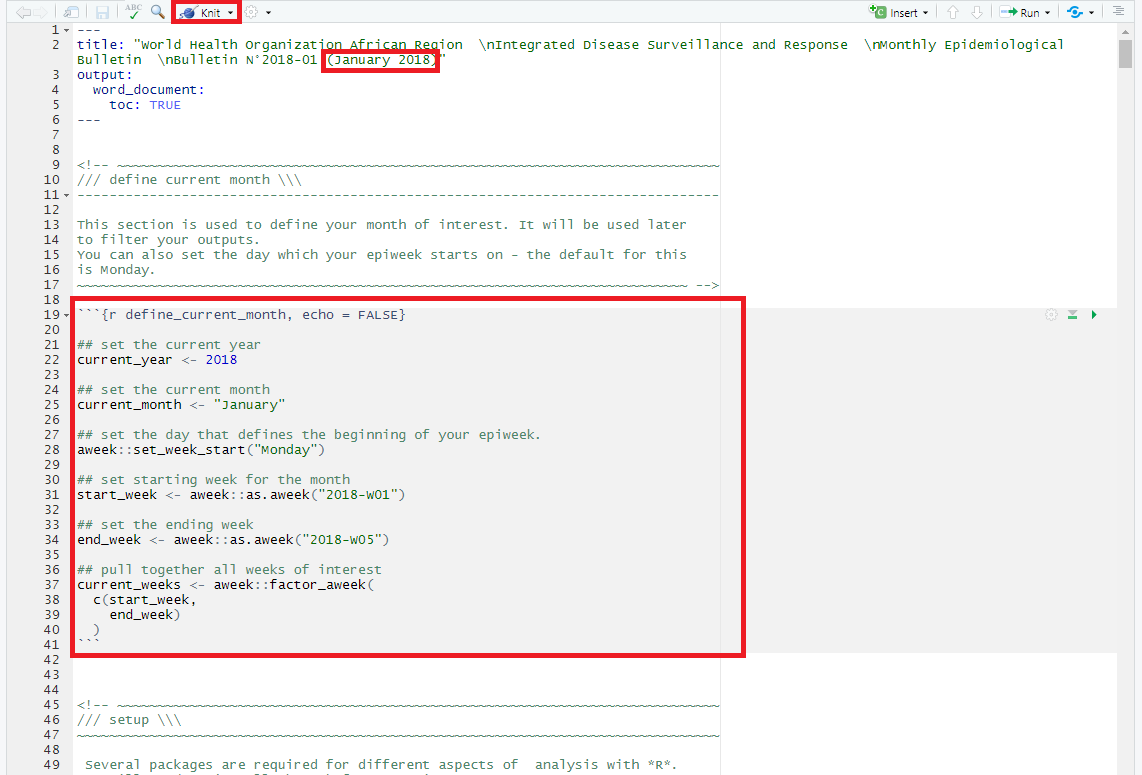 ABC Knit Insert Run
1 ---
2 title: "World Health Organization African Region  \nIntegrated Disease Surveillance and Response  \nMonthly Epidemiological
Bulletin  \nBulletin N°2018-01 (January 2018)"
3 output:
4   word_document:
5     toc: TRUE
6 ---
7
8
9 <!-- ~~~~~~~~~~~~~~~~~~~~~~~~~~~~~~~~~~~~~~~~~~~~~~~~~~~~~~~~~~~~~~~~~~~~~~~~~~~
10 /// define current month \\\
11 --------------------------------------------------------------------------------
12
13 This section is used to define your month of interest. It will be used later
14 to filter your outputs.
15 You can also set the day which your epiweek starts on - the default for this
16 is Monday.
17 ~~~~~~~~~~~~~~~~~~~~~~~~~~~~~~~~~~~~~~~~~~~~~~~~~~~~~~~~~~~~~~~~~~~~~~~~~~~~ -->
18
19 ```{r define_current_month, echo = FALSE}
20
21 ## set the current year
22 current_year <- 2018
23
24 ## set the current month
25 current_month <- "January"
26
27 ## set the day that defines the beginning of your epiweek.
28 aweek::set_week_start("Monday")
29
30 ## set starting week for the month
31 start_week <- aweek::as.aweek("2018-W01")
32
33 ## set the ending week
34 end_week <- aweek::as.aweek("2018-W05")
35
36 ## pull together all weeks of interest
37 current_weeks <- aweek::factor_aweek(
38   c(start_week,
39     end_week)
40   )
41 ```
42
43
44
45 <!-- ~~~~~~~~~~~~~~~~~~~~~~~~~~~~~~~~~~~~~~~~~~~~~~~~~~~~~~~~~~~~~~~~~~~~~~~~~~~
46 /// setup \\\
47 ~~~~~~~~~~~~~~~~~~~~~~~~~~~~~~~~~~~~~~~~~~~~~~~~~~~~~~~~~~~~~~~~~~~~~~~~~~~~~~~~
48
49  Several packages are required for different aspects of  analysis with *R*.